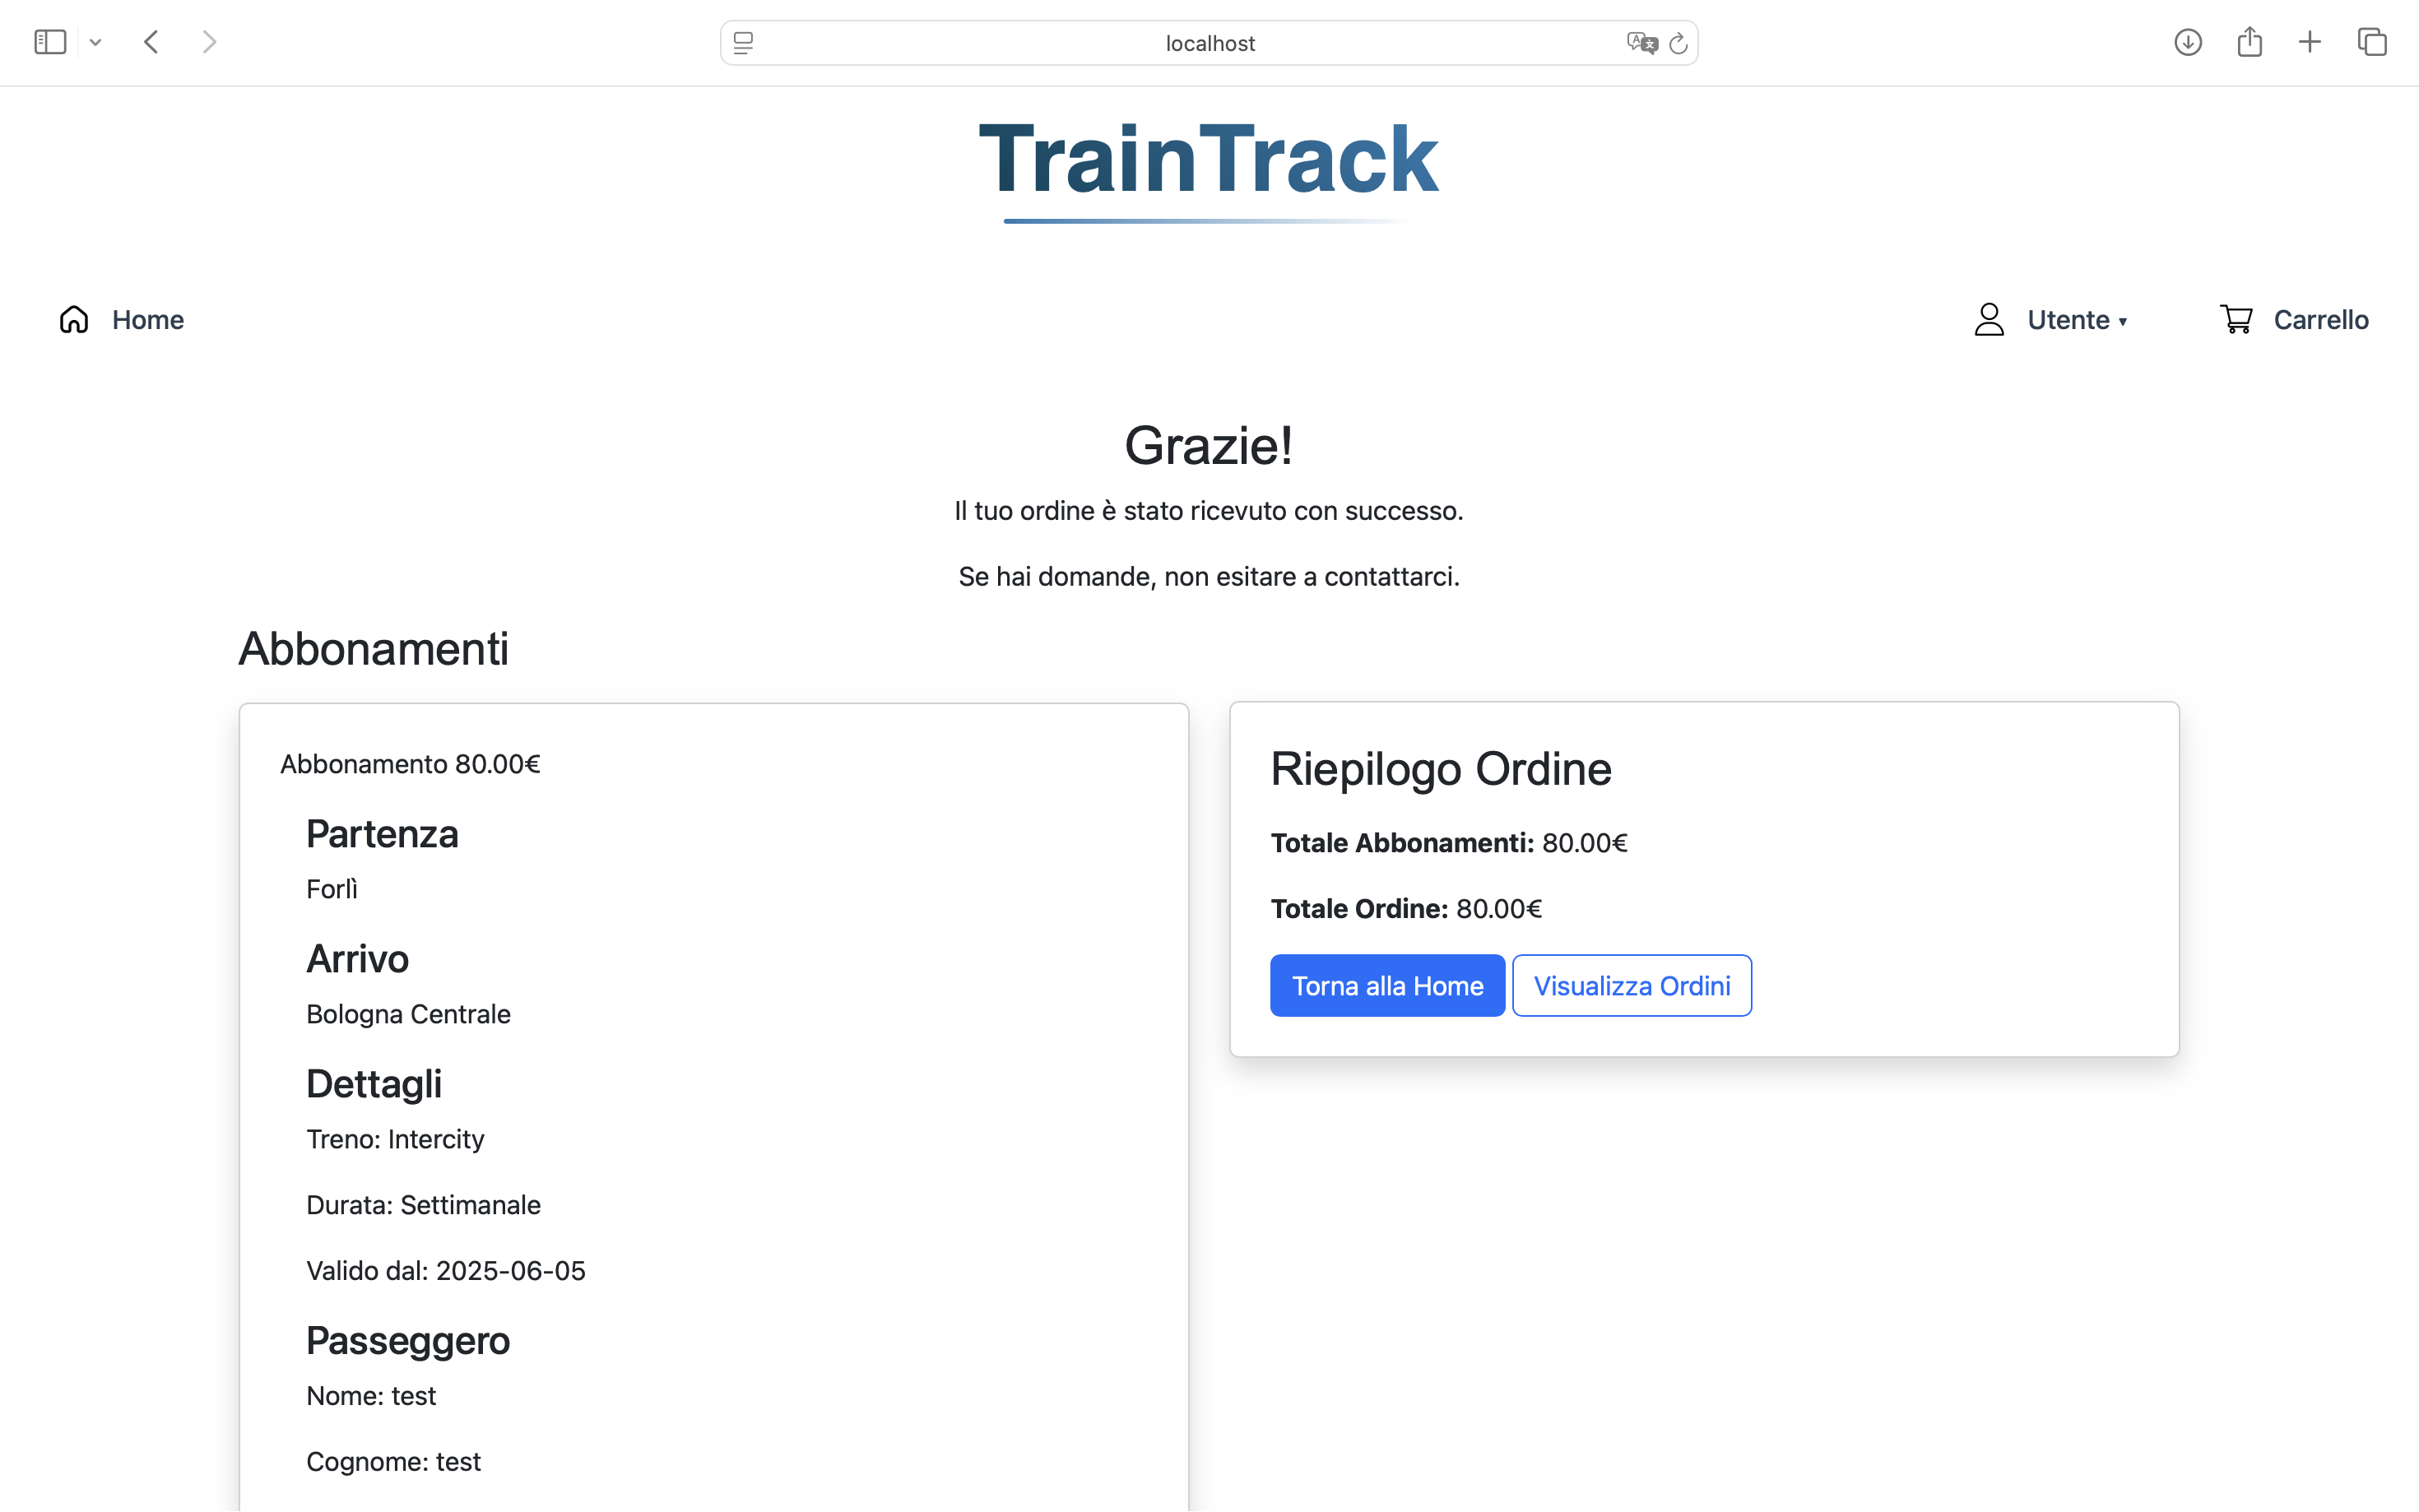 localhost
TrainTrack
Home
Utente ▾
Carrello
Grazie!
Il tuo ordine è stato ricevuto con successo.
Se hai domande, non esitare a contattarci.
Abbonamenti
Abbonamento 80.00€
Partenza
Forlì
Arrivo
Bologna Centrale
Dettagli
Treno: Intercity
Durata: Settimanale
Valido dal: 2025-06-05
Passeggero
Nome: test
Cognome: test
Riepilogo Ordine
Totale Abbonamenti: 80.00€
Totale Ordine: 80.00€
Torna alla Home
Visualizza Ordini